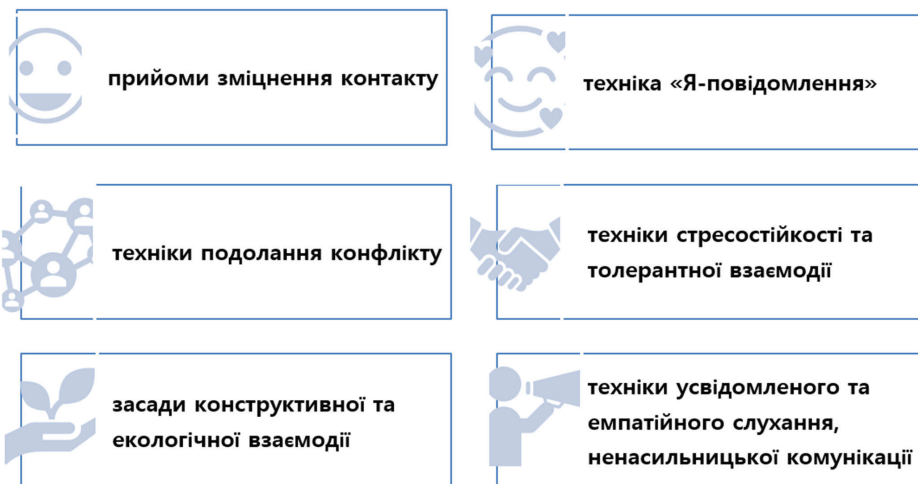 прийоми зміцнення контакту
техніка «Я-повідомлення»
техніки подолання конфлікту
техніки стресостійкості та
толерантної взаємодії
засади конструктивної та
екологічної взаємодії
техніки усвідомленого та
емпатійного слухання,
ненасильницької комунікації